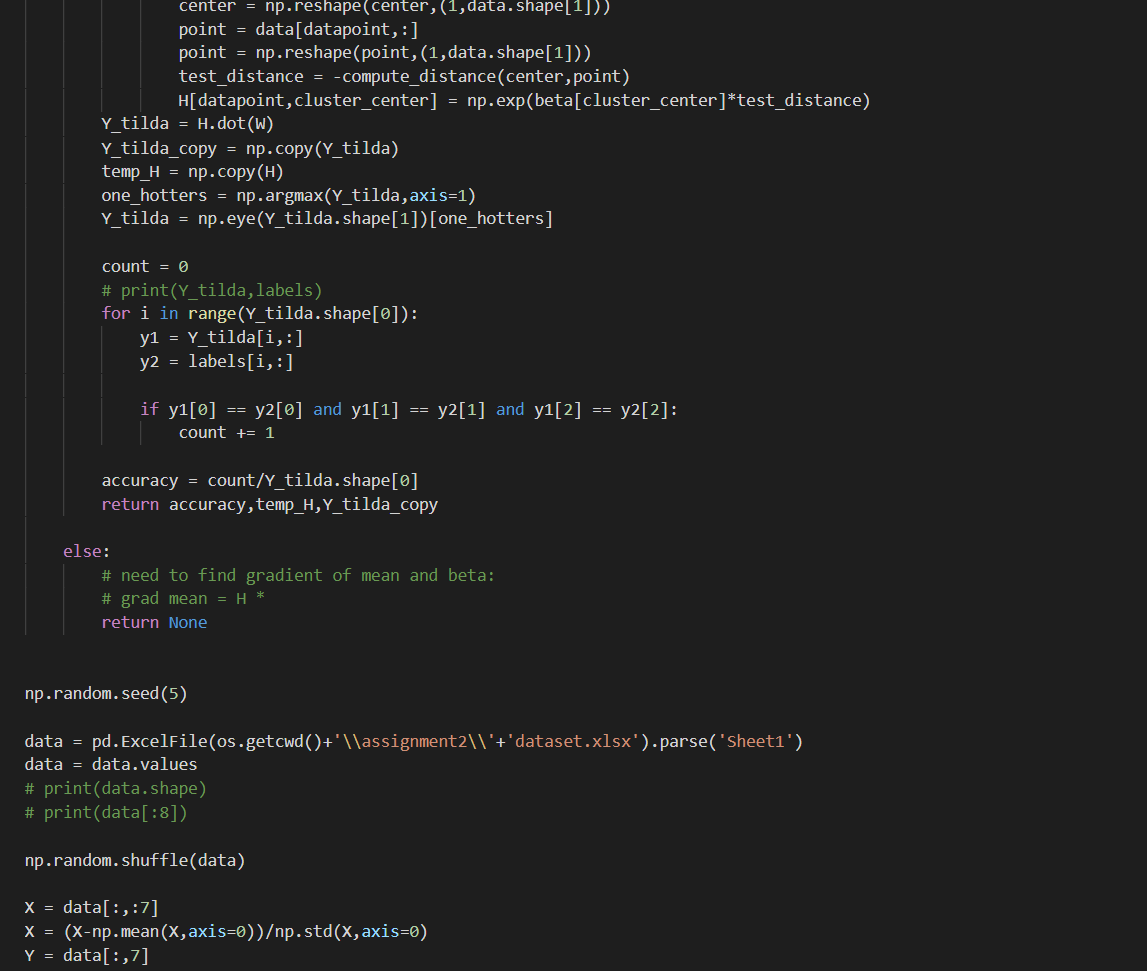 center = np.reshape(center,(1,data.shape[1]))
point = data[datapoint,:]
point = np.reshape(point,(1,data.shape[1]))
test_distance = -compute_distance(center,point)
H[datapoint,cluster_center] = np.exp(beta[cluster_center]*test_distance)
Y_tilda = H.dot(W)
Y_tilda_copy = np.copy(Y_tilda)
temp_H = np.copy(H)
one_hotters = np.argmax(Y_tilda,axis=1)
Y_tilda = np.eye(Y_tilda.shape[1])[one_hotters]
count = 0
# print(Y_tilda,labels)
for i in range(Y_tilda.shape[0]):
y1 = Y_tilda[i,:]
y2 = labels[i,:]
if y1[0] == y2[0] and y1[1] == y2[1] and y1[2] == y2[2]:
count += 1
accuracy = count/Y_tilda.shape[0]
return accuracy,temp_H,Y_tilda_copy
else:
# need to find gradient of mean and beta:
# grad mean = H *
return None
np.random.seed(5)
data = pd.ExcelFile(os.getcwd()+'\\assignment2\\'+'dataset.xlsx').parse('Sheet1')
data = data.values
# print(data.shape)
# print(data[:8])
np.random.shuffle(data)
X = data[:,:7]
X = (X-np.mean(X,axis=0))/np.std(X,axis=0)
Y = data[:,7]